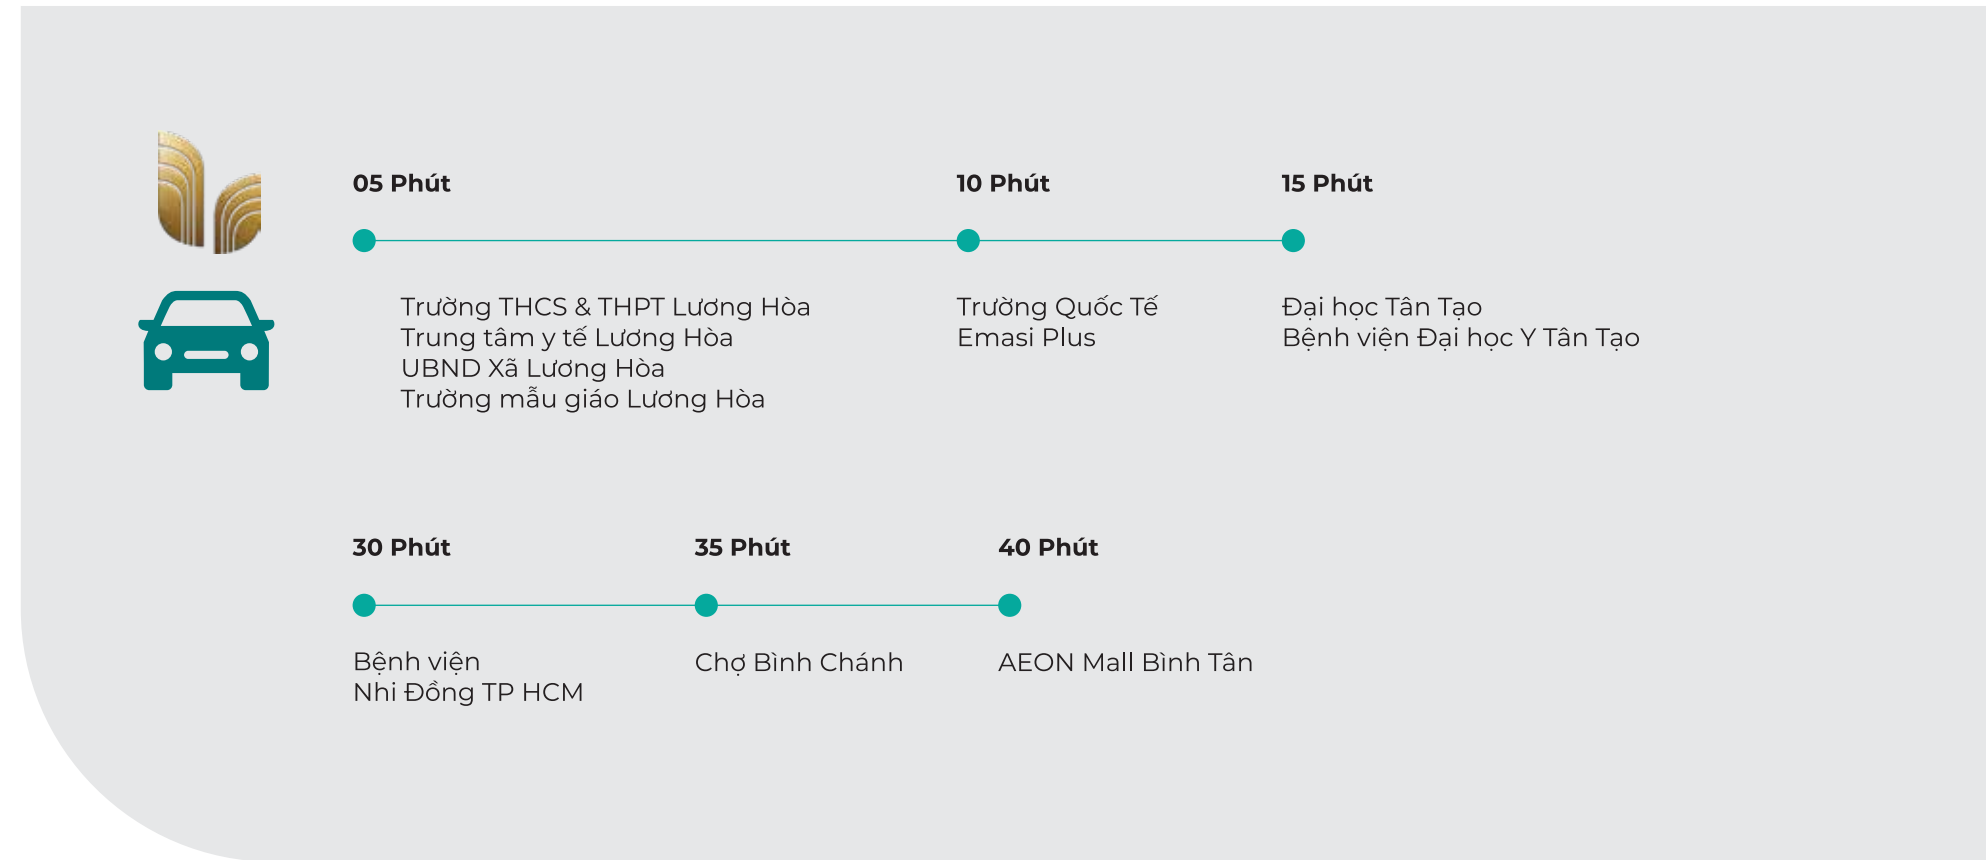 05 Phút
Trường THCS & THPT Lương Hòa
Trung tâm y tế Lương Hòa
UBND Xã Lương Hòa
Trường mẫu giáo Lương Hòa
10 Phút
Trường Quốc Tế
Emasi Plus
15 Phút
Đại học Tân Tạo
Bệnh viện Đại học Y Tân Tạo
30 Phút
Bệnh viện
Nhi Đồng TP HCM
35 Phút
Chợ Bình Chánh
40 Phút
AEON Mall Bình Tân